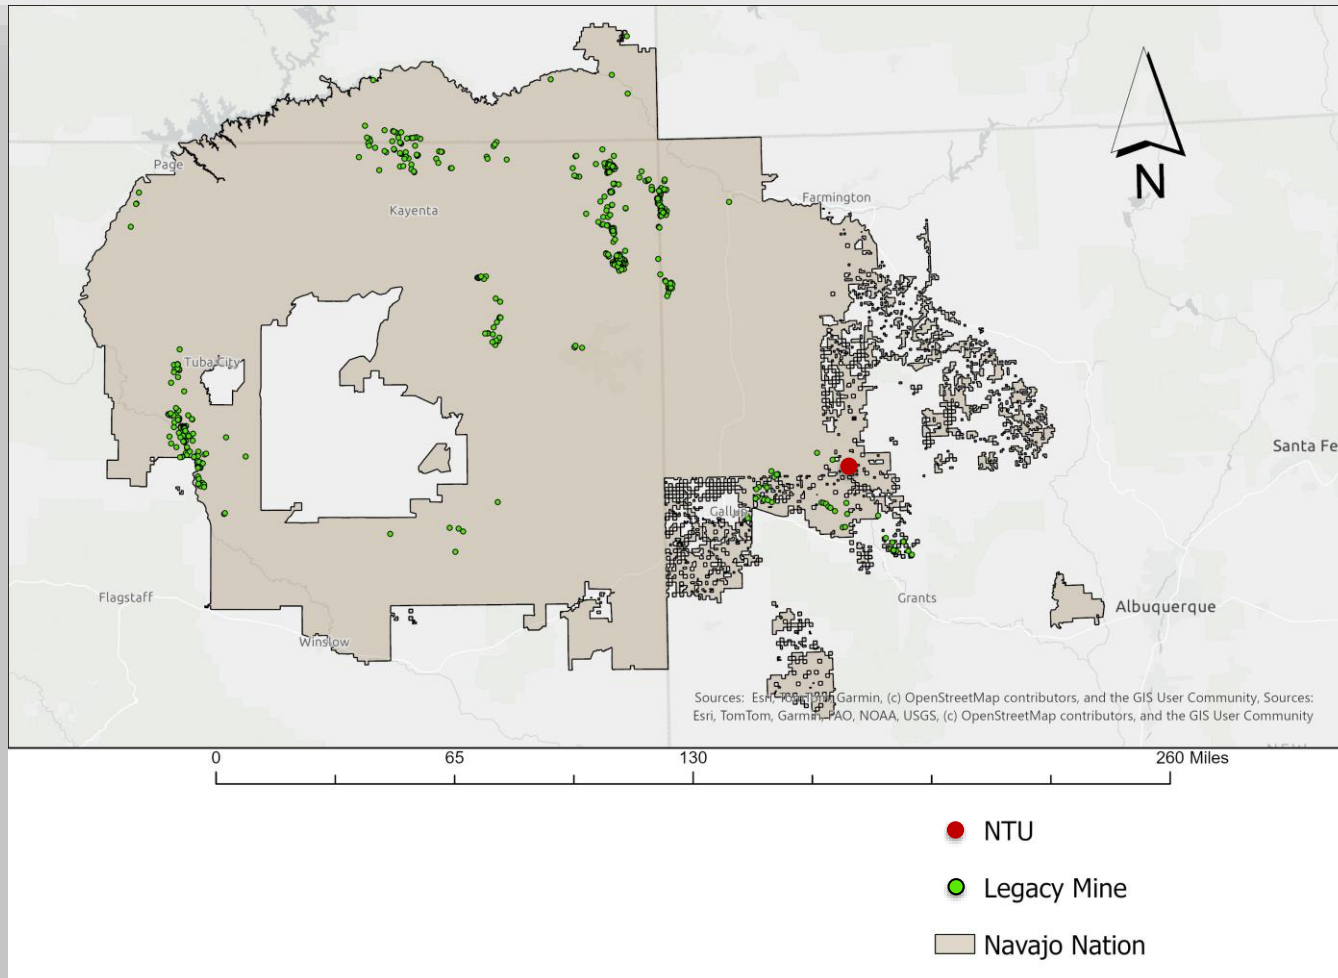 N
Page
Farmington
Kayenta
Tuba City
Santa Fe
Gallup
Flagstaff
Grants
Albuquerque
Winslow
Sources: Esri, TomTom, Garmin, (c) OpenStreetMap contributors, and the GIS User Community, Sources:
Esri, TomTom, Garmin, FAO, NOAA, USGS, (c) OpenStreetMap contributors, and the GIS User Community
0 65 130 260 Miles
NTU
Legacy Mine
Navajo Nation